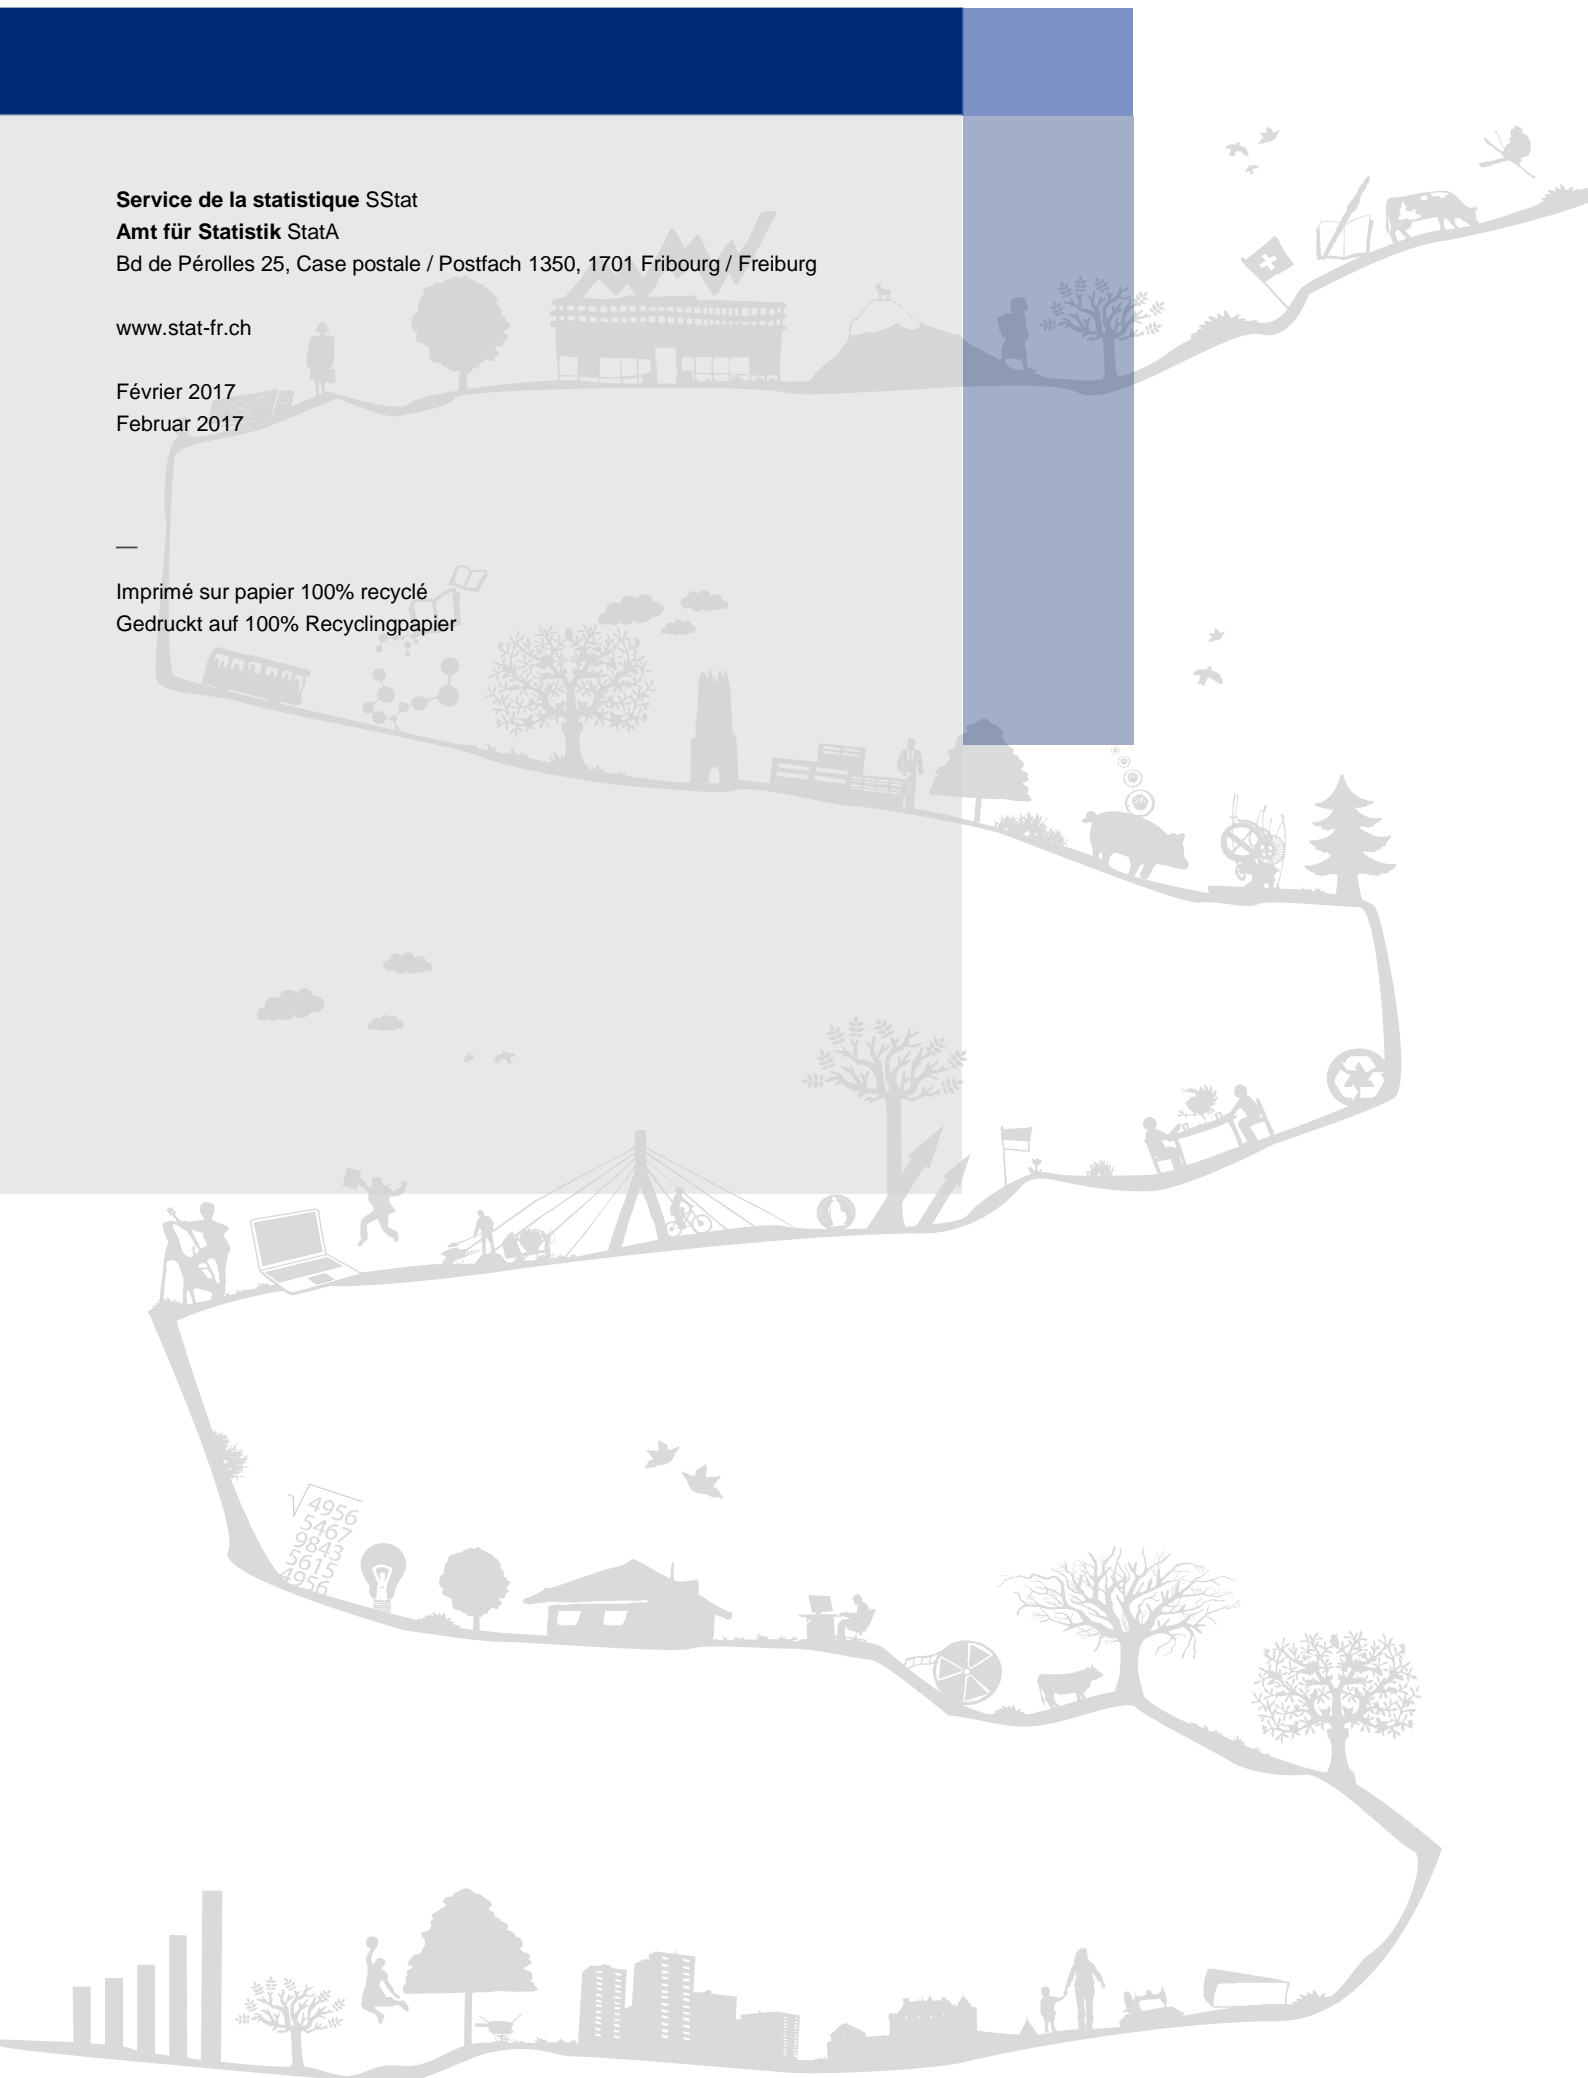 Service de la statistique SStat
Amt für Statistik StatA
Bd de Pérolles 25, Case postale / Postfach 1350, 1701 Fribourg / Freiburg
www.stat-fr.ch
Février 2017
Februar 2017
—
Imprimé sur papier 100% recyclé
Gedruckt auf 100% Recyclingpapier
4956
5467
9843
5615
4956